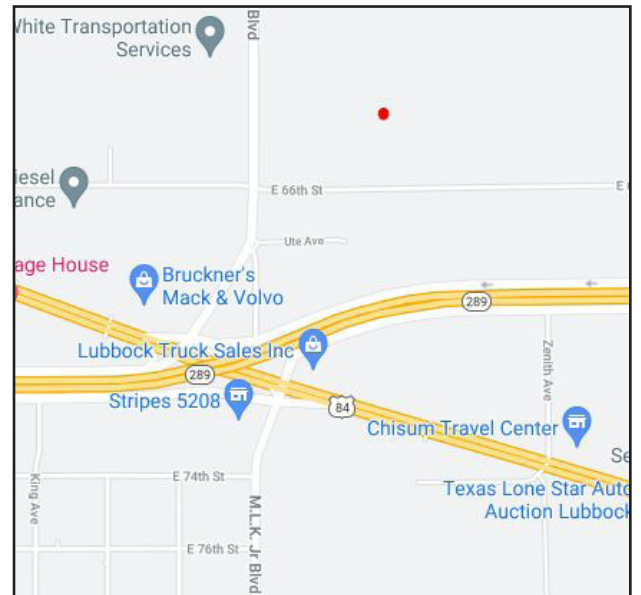 White Transportation
Services
Blvd
E 66th St
E 6
iesel
ance
Ute Ave
age House
Bruckner's
Mack & Volvo
289
Lubbock Truck Sales Inc
289
Zenith Ave
Stripes 5208
84
Chisum Travel Center
Se
E 74th St
King Ave
Texas Lone Star Auto
Auction Lubbock
M.L.K. Jr Blvd
E 76th St